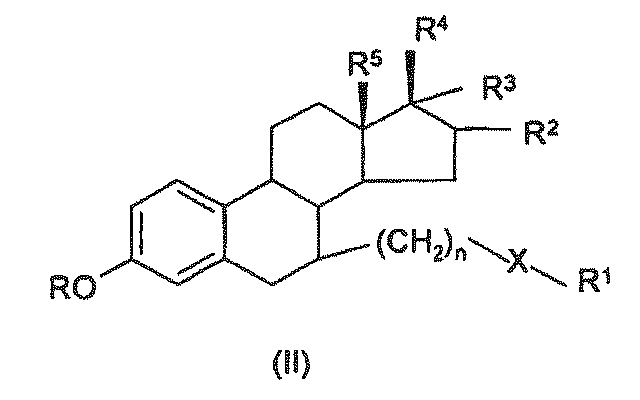 R⁴
R⁵
R³
R²
(CH₂)ₙ
X
R¹
RO
(II)